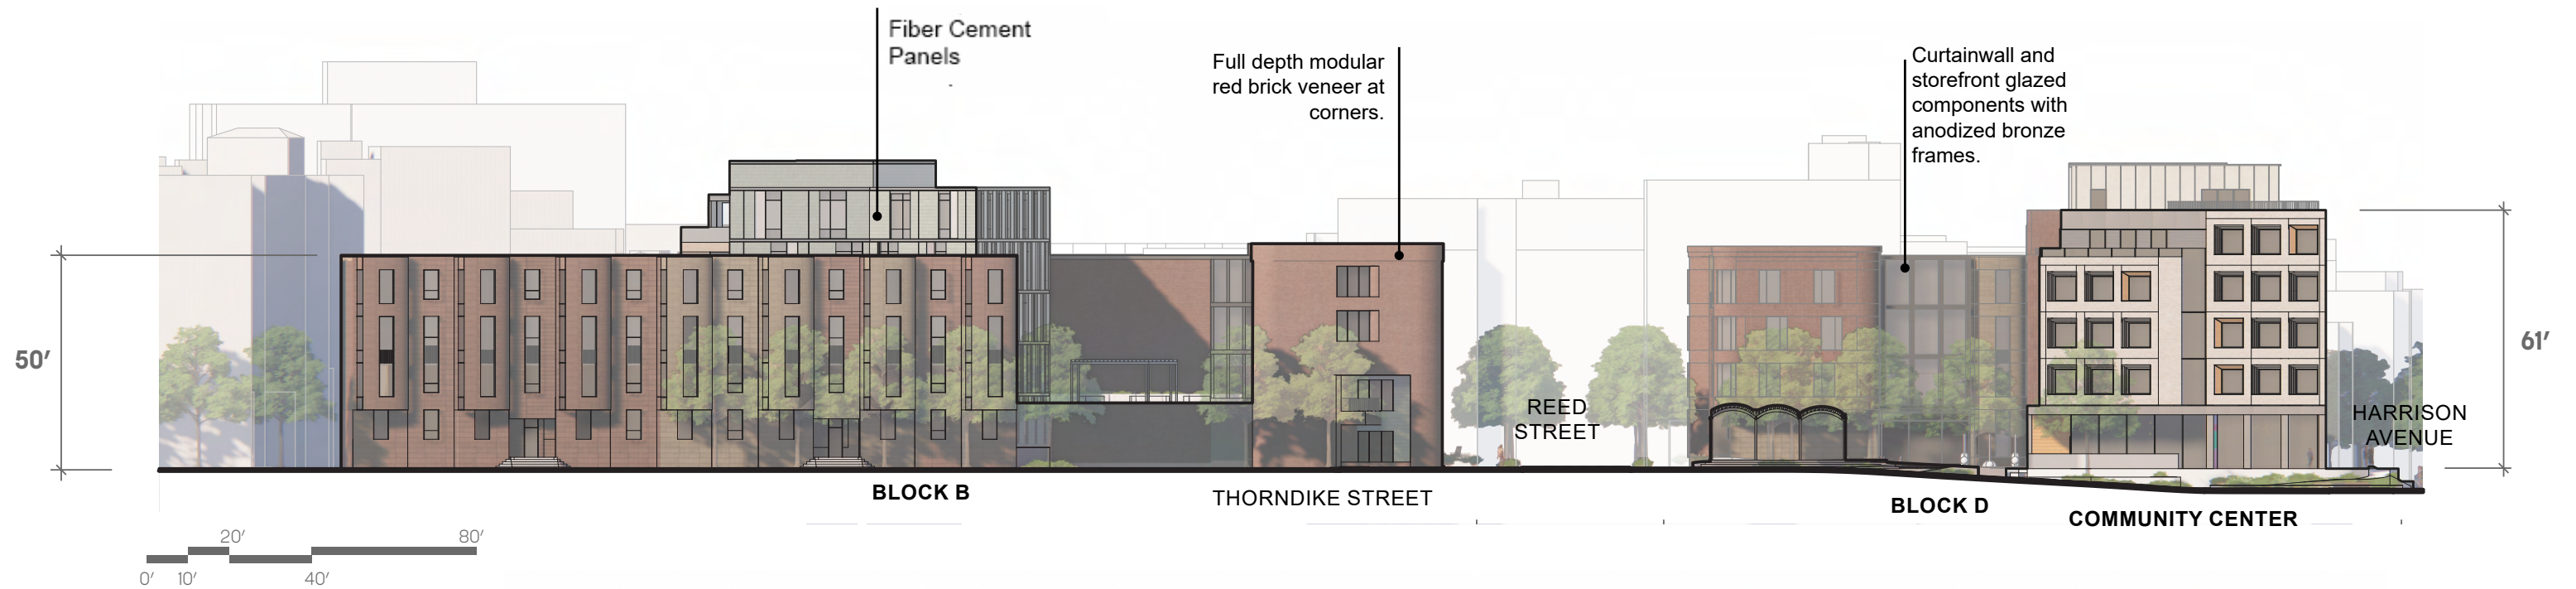 Fiber Cement
Panels
Full depth modular
red brick veneer at
corners.
Curtainwall and
storefront glazed
components with
anodized bronze
frames.
50′
61′
REED
STREET
HARRISON
AVENUE
BLOCK B
THORNDIKE STREET
BLOCK D
COMMUNITY CENTER
20′
80′
0′
10′
40′